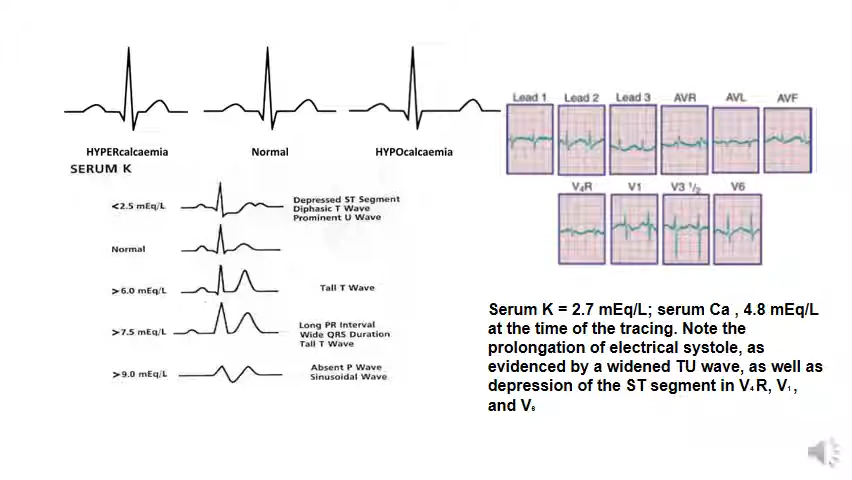 HYPERcalcaemia
Normal
HYPOcalcaemia
SERUM K
<2.5 mEq/L
Depressed ST Segment
Diphasic T Wave
Prominent U Wave
Normal
>6.0 mEq/L
Tall T Wave
>7.5 mEq/L
Long PR Interval
Wide QRS Duration
Tall T Wave
>9.0 mEq/L
Absent P Wave
Sinusoidal Wave
Lead 1
Lead 2
Lead 3
AVR
AVL
AVF
V₄R
V1
V3 ½
V6
Serum K = 2.7 mEq/L; serum Ca , 4.8 mEq/L
at the time of the tracing. Note the
prolongation of electrical systole, as
evidenced by a widened TU wave, as well as
depression of the ST segment in V₄R, V₁ ,
and V₆